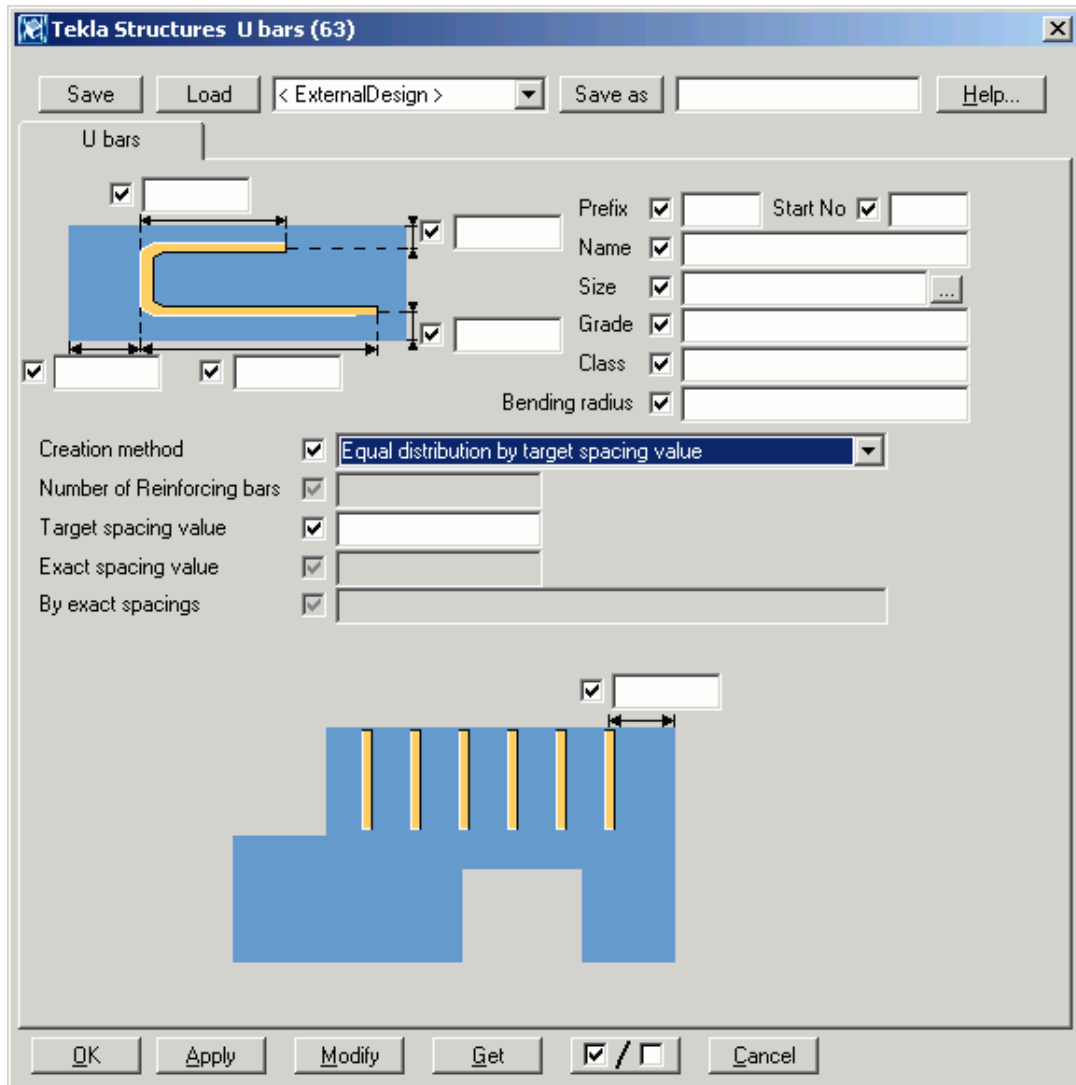 Tekla Structures U bars (63)
Save Load < ExternalDesign > Save as Help...
U bars
Prefix Start No
Name
Size ...
Grade
Class
Bending radius
Creation method Equal distribution by target spacing value
Number of Reinforcing bars
Target spacing value
Exact spacing value
By exact spacings
OK Apply Modify Get / Cancel